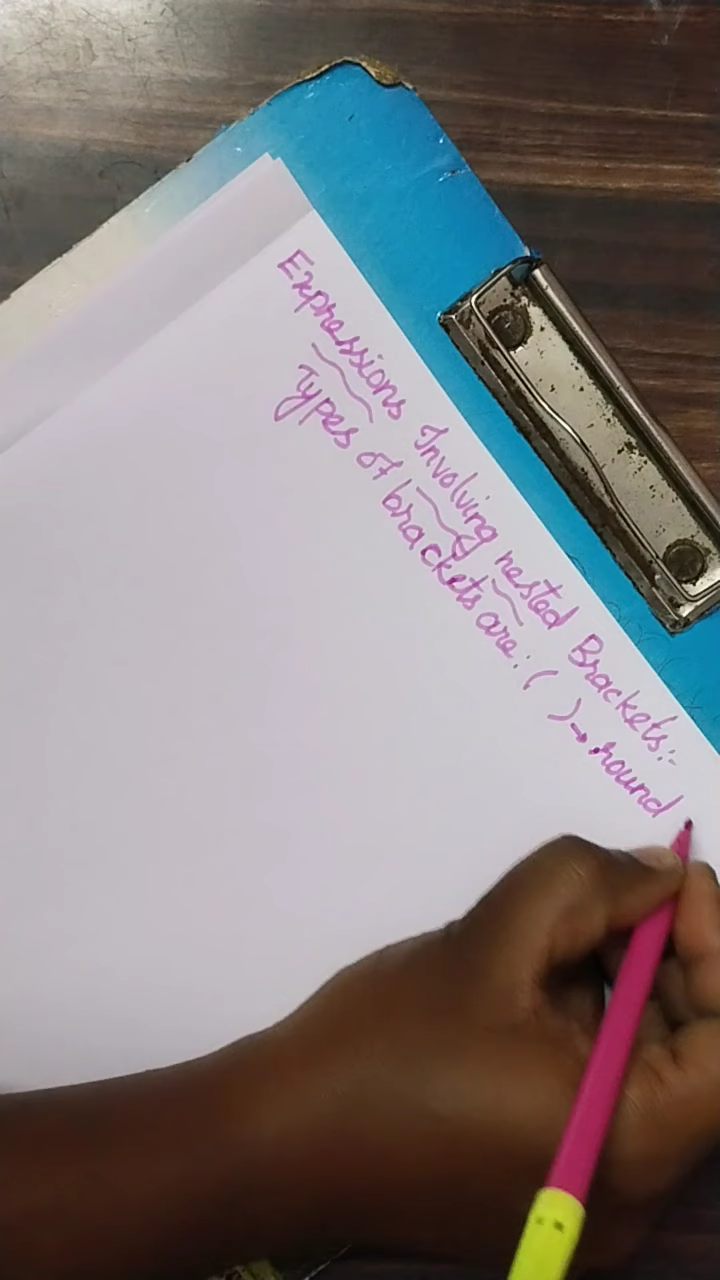 Expressions Involving nested Brackets:-
Types of brackets are: ( ) → round